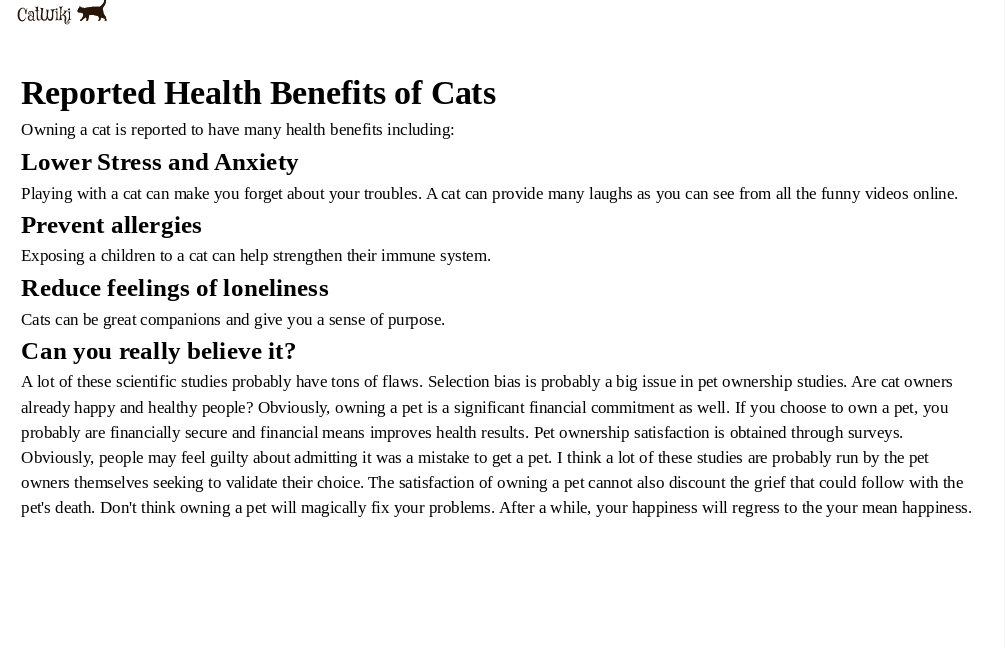 CatWiki
Reported Health Benefits of Cats
Owning a cat is reported to have many health benefits including:
Lower Stress and Anxiety
Playing with a cat can make you forget about your troubles. A cat can provide many laughs as you can see from all the funny videos online.
Prevent allergies
Exposing a children to a cat can help strengthen their immune system.
Reduce feelings of loneliness
Cats can be great companions and give you a sense of purpose.
Can you really believe it?
A lot of these scientific studies probably have tons of flaws. Selection bias is probably a big issue in pet ownership studies. Are cat owners
already happy and healthy people? Obviously, owning a pet is a significant financial commitment as well. If you choose to own a pet, you
probably are financially secure and financial means improves health results. Pet ownership satisfaction is obtained through surveys.
Obviously, people may feel guilty about admitting it was a mistake to get a pet. I think a lot of these studies are probably run by the pet
owners themselves seeking to validate their choice. The satisfaction of owning a pet cannot also discount the grief that could follow with the
pet's death. Don't think owning a pet will magically fix your problems. After a while, your happiness will regress to the your mean happiness.